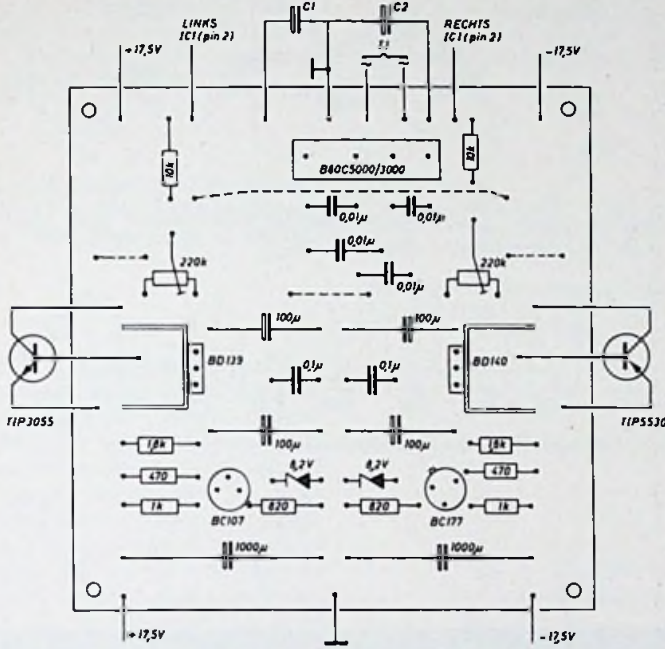 C1
C2
LINKS
RECHTS
IC1 (pin 2)
IC1 (pin 2)
+17,5V
-17,5V
10k
B80C5000/3000
10k
0,01µ
0,01µ
0,01µ
220k
220k
0,01µ
100µ
100µ
BD139
0,1µ
0,1µ
BD140
TIP3055
TIP5530
1,8k
100µ
100µ
1,8k
470
8,2V
8,2V
470
1k
BC107
820
820
BC177
1k
1000µ
1000µ
+17,5V
-17,5V